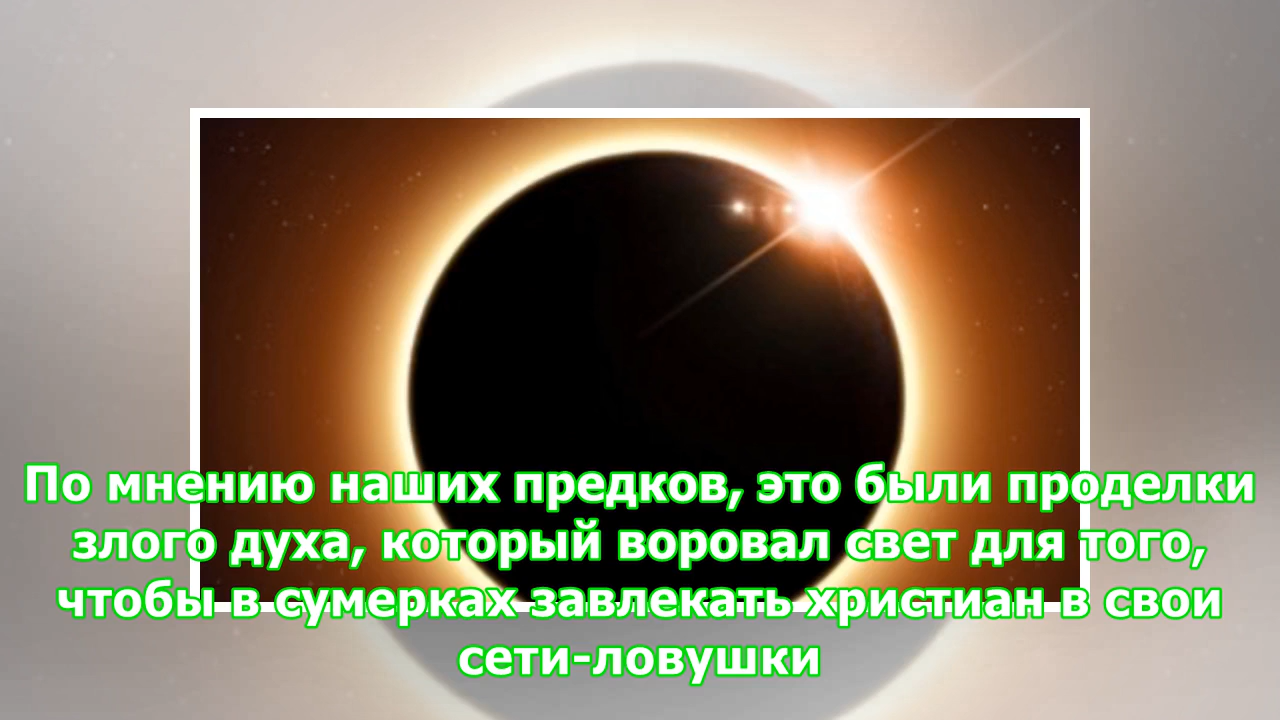 По мнению наших предков, это были проделки
злого духа, который воровал свет для того,
чтобы в сумерках завлекать христиан в свои
сети-ловушки